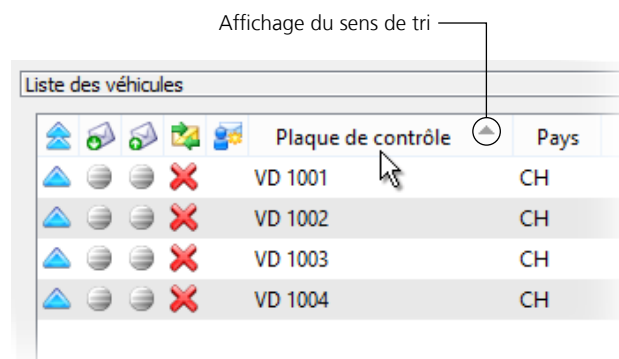 Affichage du sens de tri
Liste des véhicules
Plaque de contrôle Pays
VD 1001 CH
VD 1002 CH
VD 1003 CH
VD 1004 CH